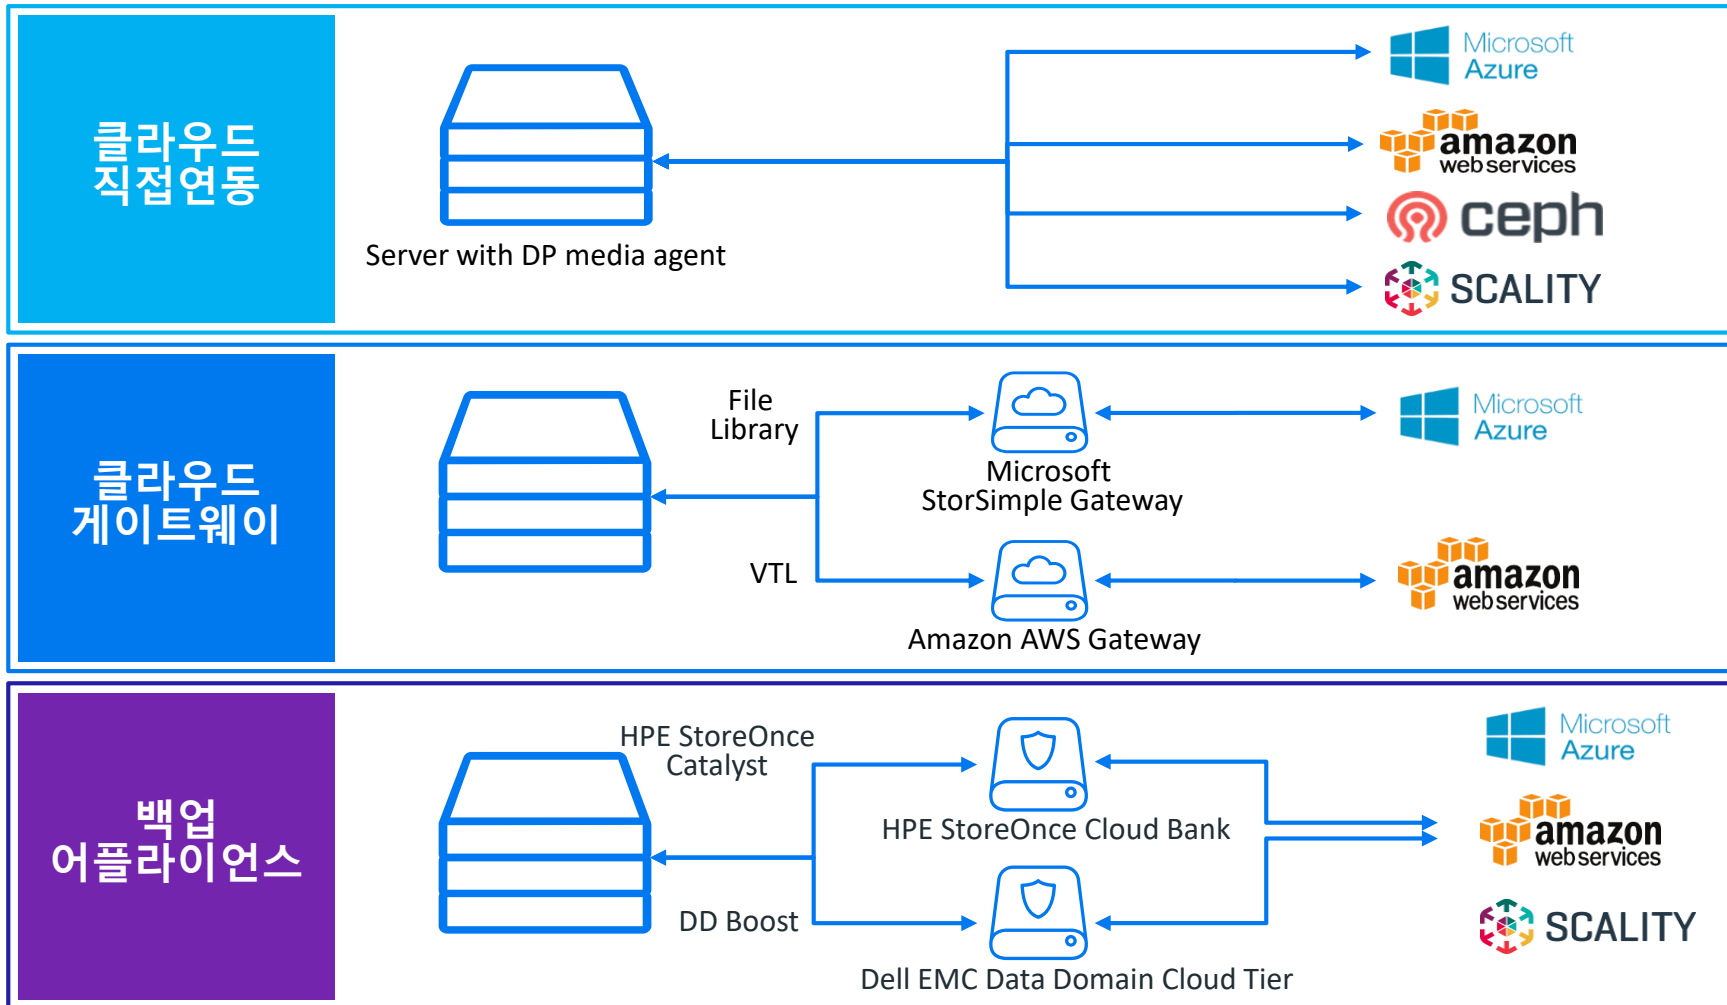 클라우드
직접연동
Server with DP media agent
Microsoft
Azure
amazon
web services
ceph
SCALITY
클라우드
게이트웨이
File
Library
Microsoft
StorSimple Gateway
VTL
Amazon AWS Gateway
Microsoft
Azure
amazon
web services
백업
어플라이언스
HPE StoreOnce
Catalyst
HPE StoreOnce Cloud Bank
DD Boost
Dell EMC Data Domain Cloud Tier
Microsoft
Azure
amazon
web services
SCALITY